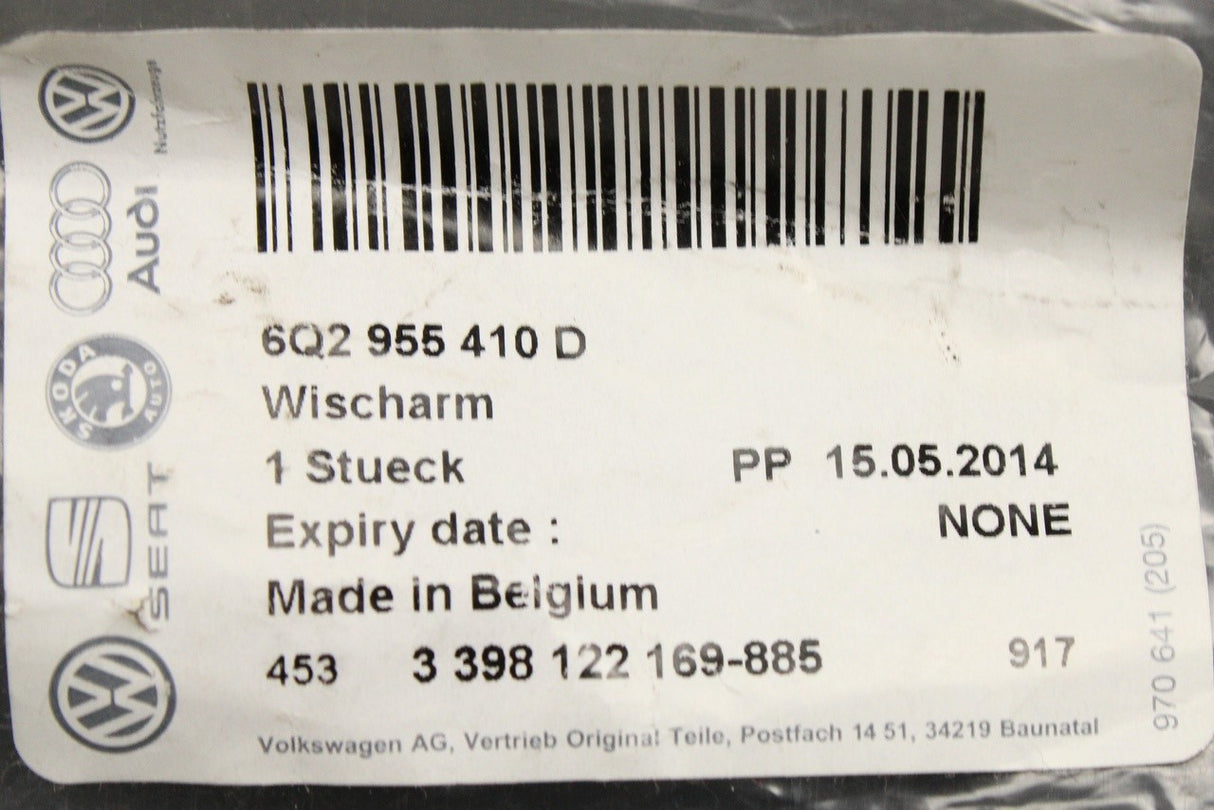 6Q2 955 410 D
Wischarm
1 Stueck PP 15.05.2014
Expiry date : NONE
Made in Belgium
453 3 398 122 169-885 917
Volkswagen AG, Vertrieb Original Teile, Postfach 14 51, 34219 Baunatal
970 641 (205)
Nutzfahrzeuge
Audi
SKODA
AUTO
SEAT